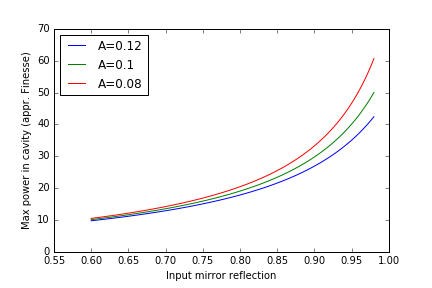 70
60
50
40
30
20
10
0
Max power in cavity (appr. Finesse)
A=0.12
A=0.1
A=0.08
0.55 0.60 0.65 0.70 0.75 0.80 0.85 0.90 0.95 1.00
Input mirror reflection